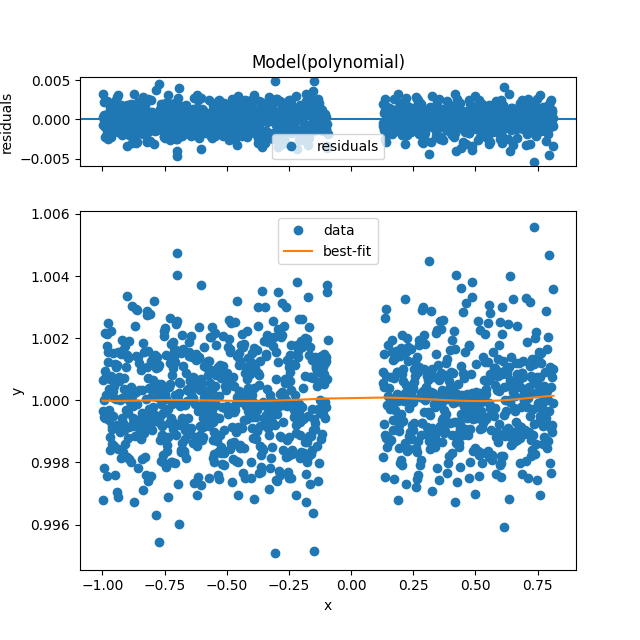 Model(polynomial)
residuals
0.005
0.000
−0.005
residuals
y
1.006
1.004
1.002
1.000
0.998
0.996
data
best-fit
−1.00 −0.75 −0.50 −0.25 0.00 0.25 0.50 0.75
x